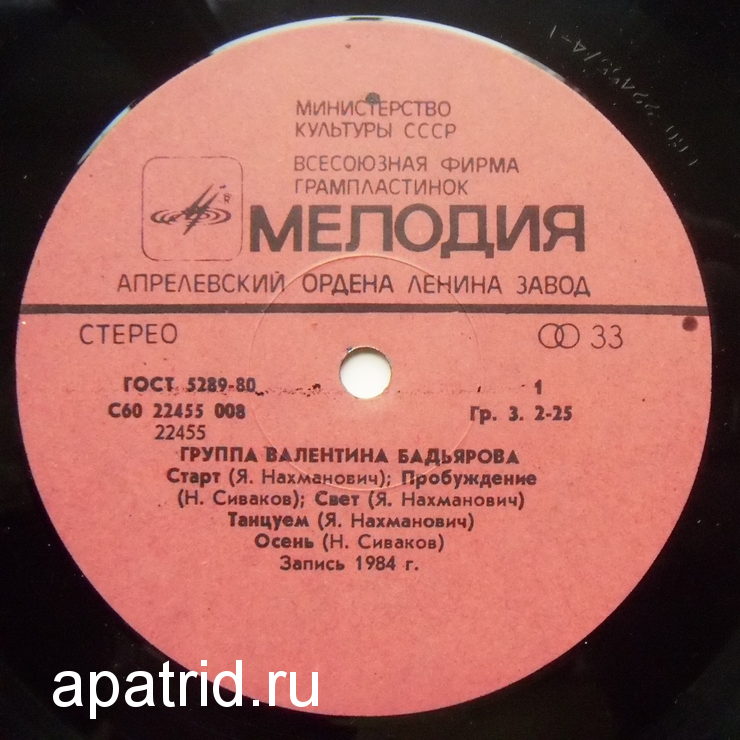 МИНИСТЕРСТВО
КУЛЬТУРЫ СССР
ВСЕСОЮЗНАЯ ФИРМА
ГРАМПЛАСТИНОК
МЕЛОДИЯ
АПРЕЛЕВСКИЙ ОРДЕНА ЛЕНИНА ЗАВОД
СТЕРЕО 33
ГОСТ 5289-80 1
С60 22455 008 Гр. 3. 2-25
22455
ГРУППА ВАЛЕНТИНА БАДЬЯРОВА
Старт (Я. Нахманович); Пробуждение
(Н. Сиваков); Свет (Я. Нахманович)
Танцуем (Я. Нахманович)
Осень (Н. Сиваков)
Запись 1984 г.
apatrid.ru